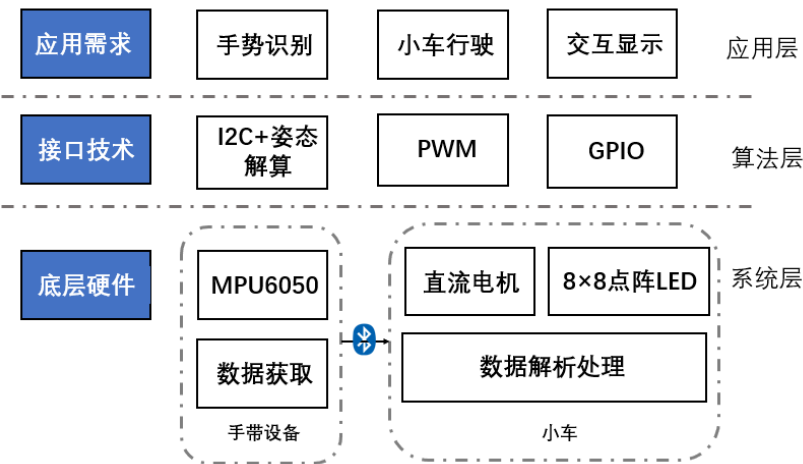 应用需求
手势识别
小车行驶
交互显示
应用层
接口技术
I2C+姿态
解算
PWM
GPIO
算法层
底层硬件
MPU6050
直流电机
8×8点阵LED
系统层
数据获取
数据解析处理
手带设备
小车